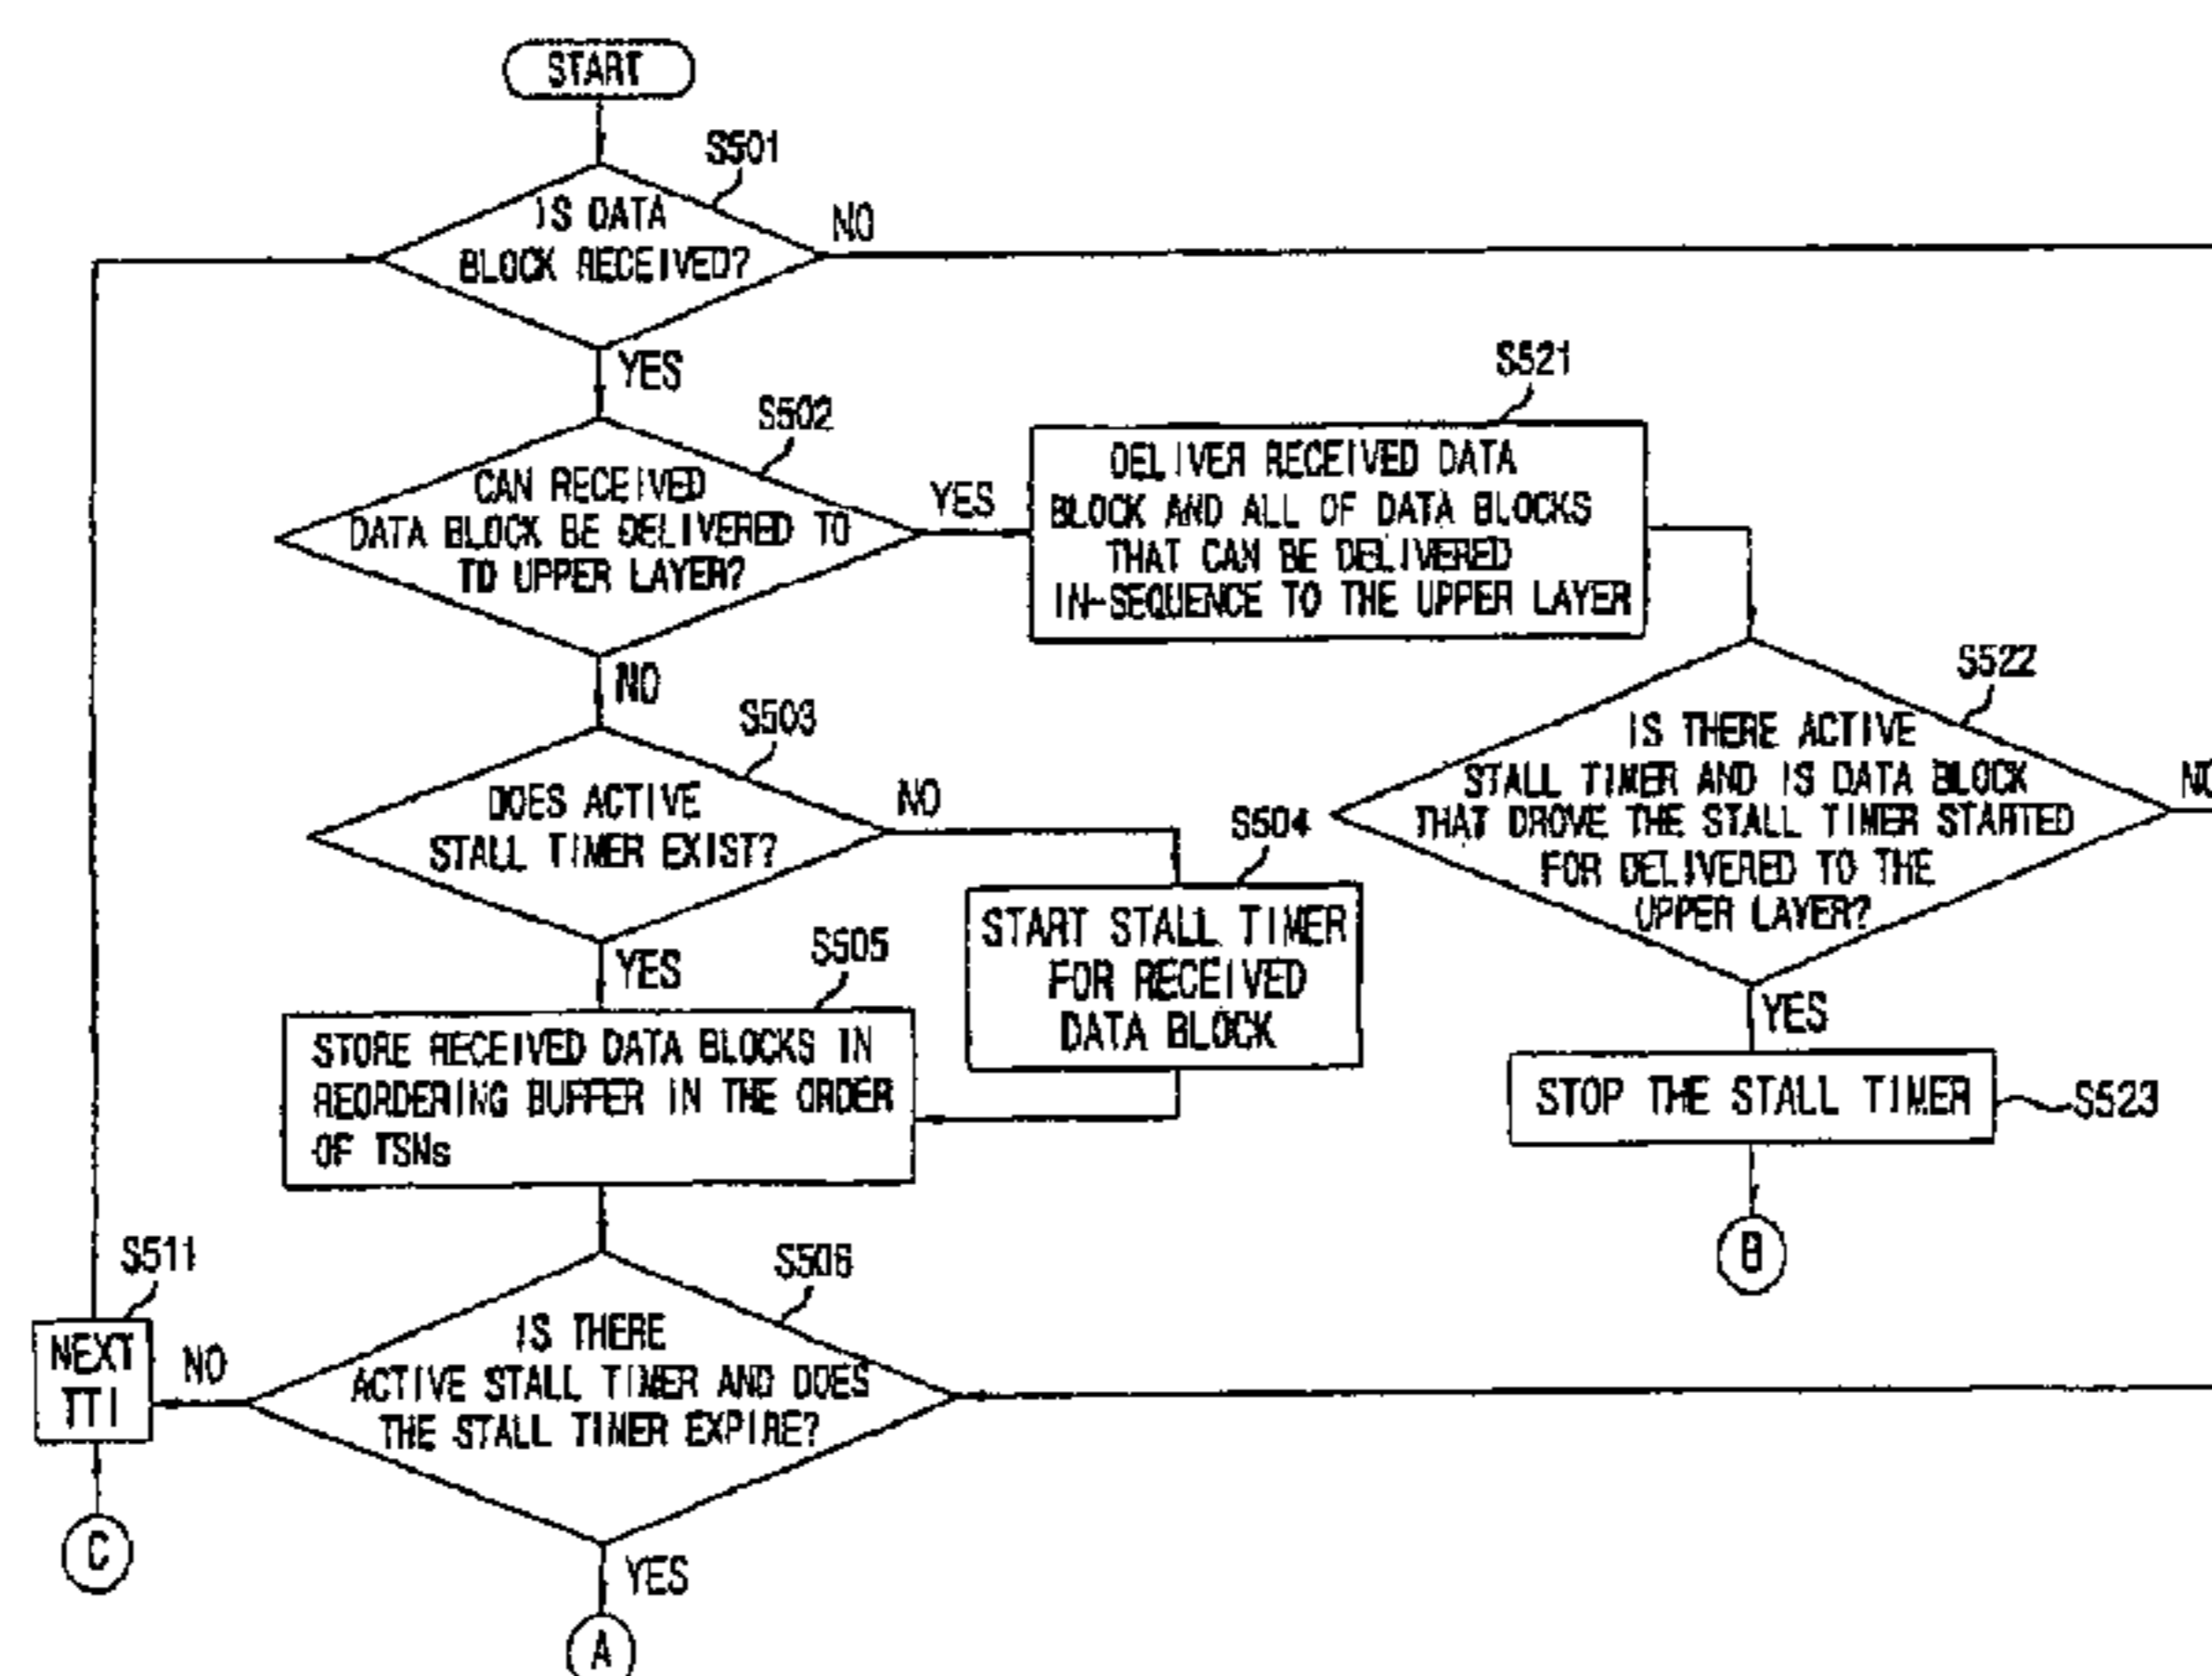 START
S501
IS DATA
BLOCK RECEIVED?
NO
YES
S502
CAN RECEIVED
DATA BLOCK BE DELIVERED TO
TO UPPER LAYER?
YES
NO
S521
DELIVER RECEIVED DATA
BLOCK AND ALL OF DATA BLOCKS
THAT CAN BE DELIVERED
IN-SEQUENCE TO THE UPPER LAYER
S522
IS THERE ACTIVE
STALL TIMER AND IS DATA BLOCK
THAT DROVE THE STALL TIMER STARTED
FOR DELIVERED TO THE
UPPER LAYER?
NO
YES
STOP THE STALL TIMER
S523
B
S503
DOES ACTIVE
STALL TIMER EXIST?
NO
YES
S504
START STALL TIMER
FOR RECEIVED
DATA BLOCK
S505
STORE RECEIVED DATA BLOCKS IN
REORDERING BUFFER IN THE ORDER
OF TSNs
S506
IS THERE
ACTIVE STALL TIMER AND DOES
THE STALL TIMER EXPIRE?
NO
YES
S511
NEXT
TTI
C
A